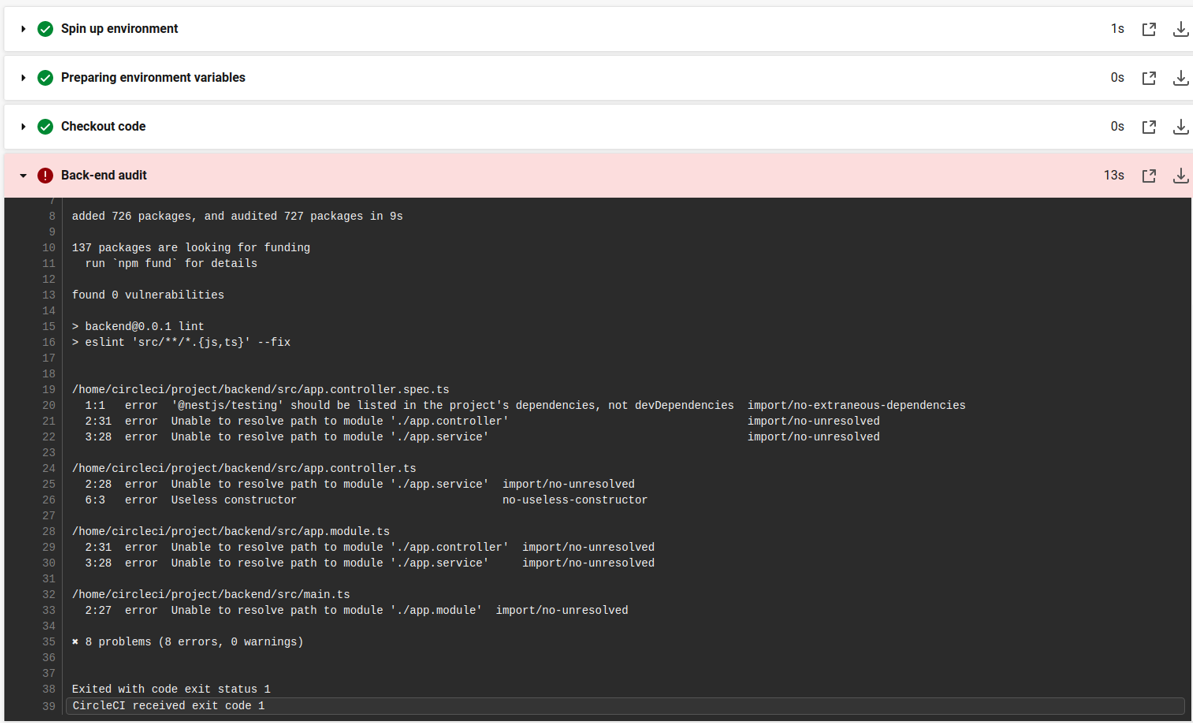 Spin up environment 1s
Preparing environment variables 0s
Checkout code 0s
Back-end audit 13s
7
8 added 726 packages, and audited 727 packages in 9s
9
10 137 packages are looking for funding
11   run `npm fund` for details
12
13 found 0 vulnerabilities
14
15 > backend@0.0.1 lint
16 > eslint 'src/**/*.{js,ts}' --fix
17
18
19 /home/circleci/project/backend/src/app.controller.spec.ts
20   1:1   error  '@nestjs/testing' should be listed in the project's dependencies, not devDependencies  import/no-extraneous-dependencies
21   2:31  error  Unable to resolve path to module './app.controller'                                    import/no-unresolved
22   3:28  error  Unable to resolve path to module './app.service'                                       import/no-unresolved
23
24 /home/circleci/project/backend/src/app.controller.ts
25   2:28  error  Unable to resolve path to module './app.service'  import/no-unresolved
26   6:3   error  Useless constructor                               no-useless-constructor
27
28 /home/circleci/project/backend/src/app.module.ts
29   2:31  error  Unable to resolve path to module './app.controller'  import/no-unresolved
30   3:28  error  Unable to resolve path to module './app.service'     import/no-unresolved
31
32 /home/circleci/project/backend/src/main.ts
33   2:27  error  Unable to resolve path to module './app.module'  import/no-unresolved
34
35 ✖ 8 problems (8 errors, 0 warnings)
36
37
38 Exited with code exit status 1
39 CircleCI received exit code 1